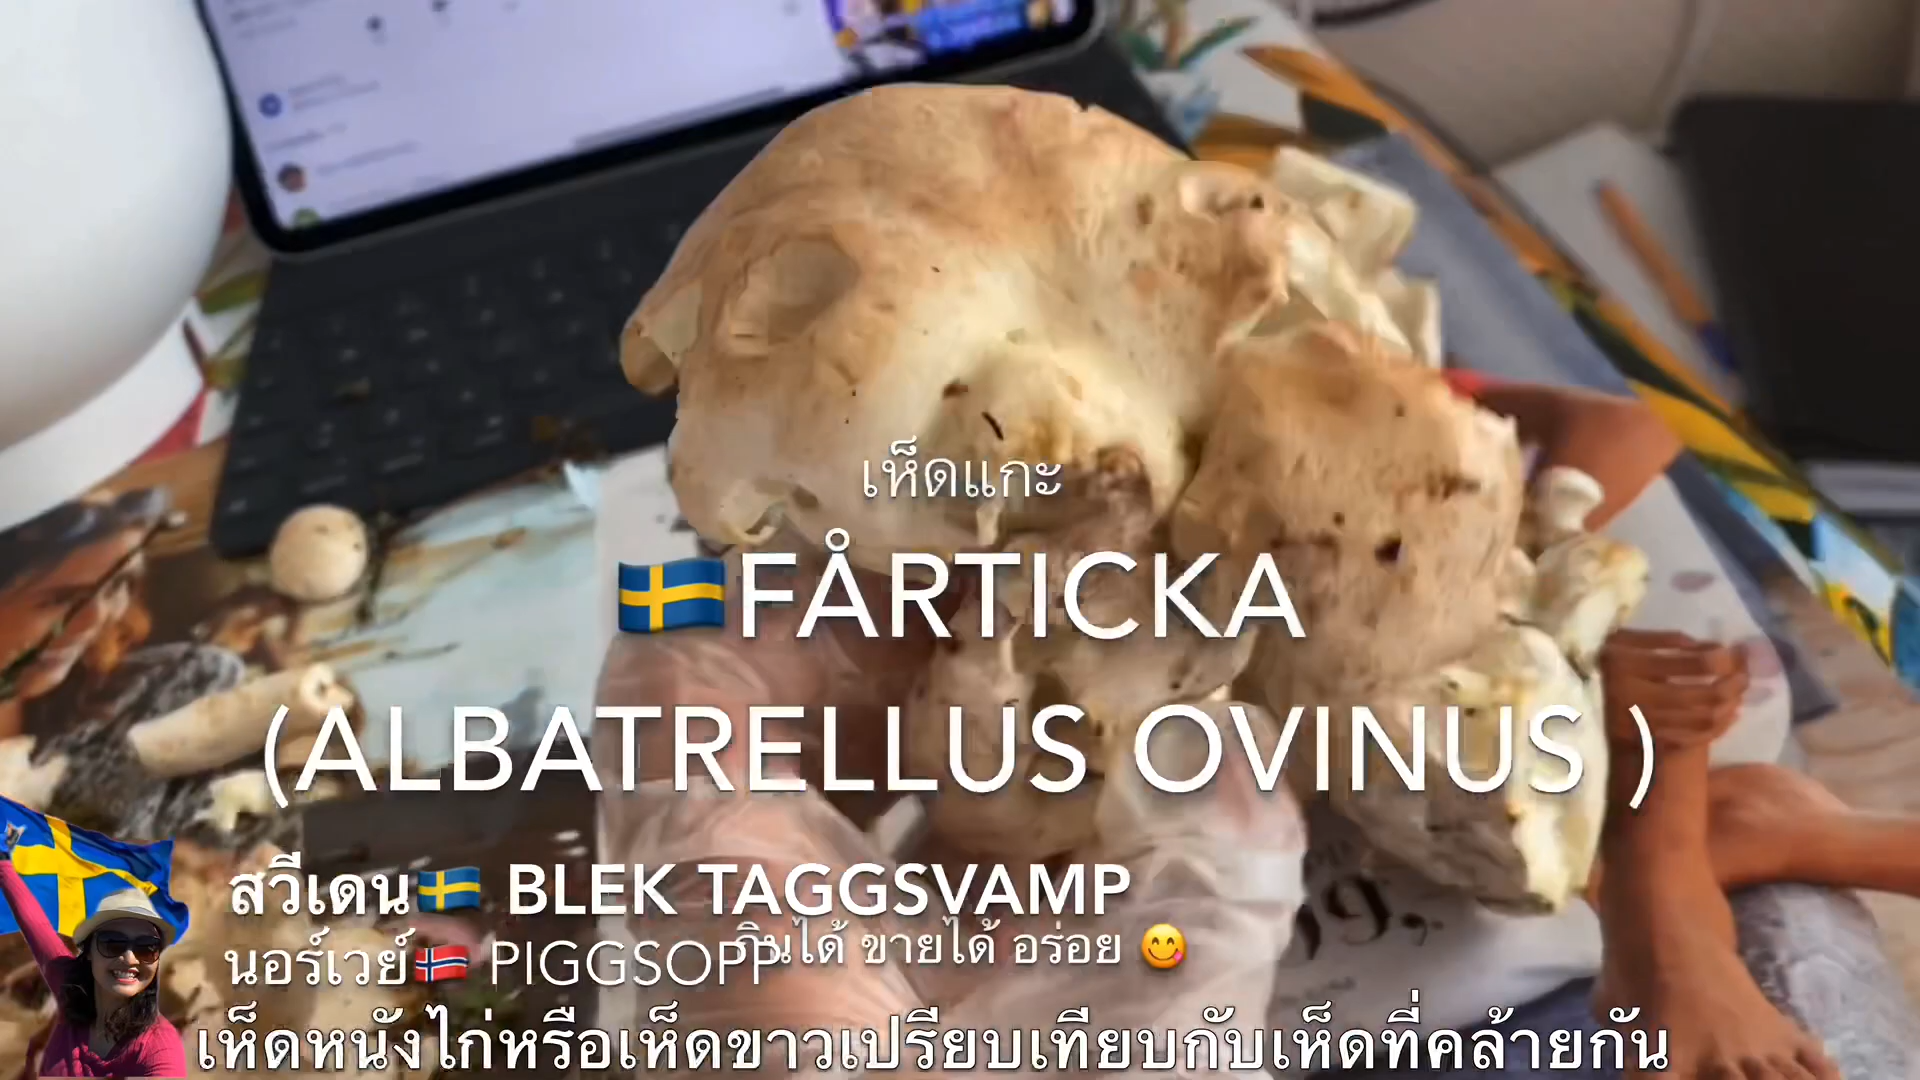 เห็ดแกะ
🇸🇪FÅRTICKA
(ALBATRELLUS OVINUS )
สวีเดน🇸🇪 BLEK TAGGSVAMP
นอร์เวย์🇳🇴 PIGGSOPP
กินได้ ขายได้ อร่อย 😋
เห็ดหนังไก่หรือเห็ดขาวเปรียบเทียบกับเห็ดที่คล้ายกัน